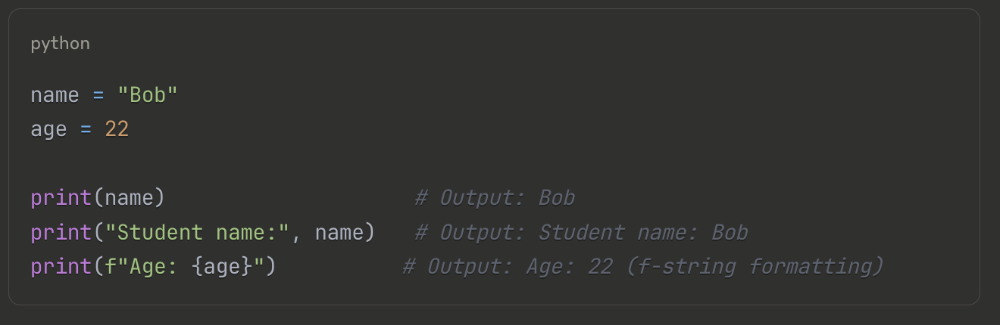 python
name = "Bob"
age = 22
print(name)                    # Output: Bob
print("Student name:", name)   # Output: Student name: Bob
print(f"Age: {age}")          # Output: Age: 22 (f-string formatting)